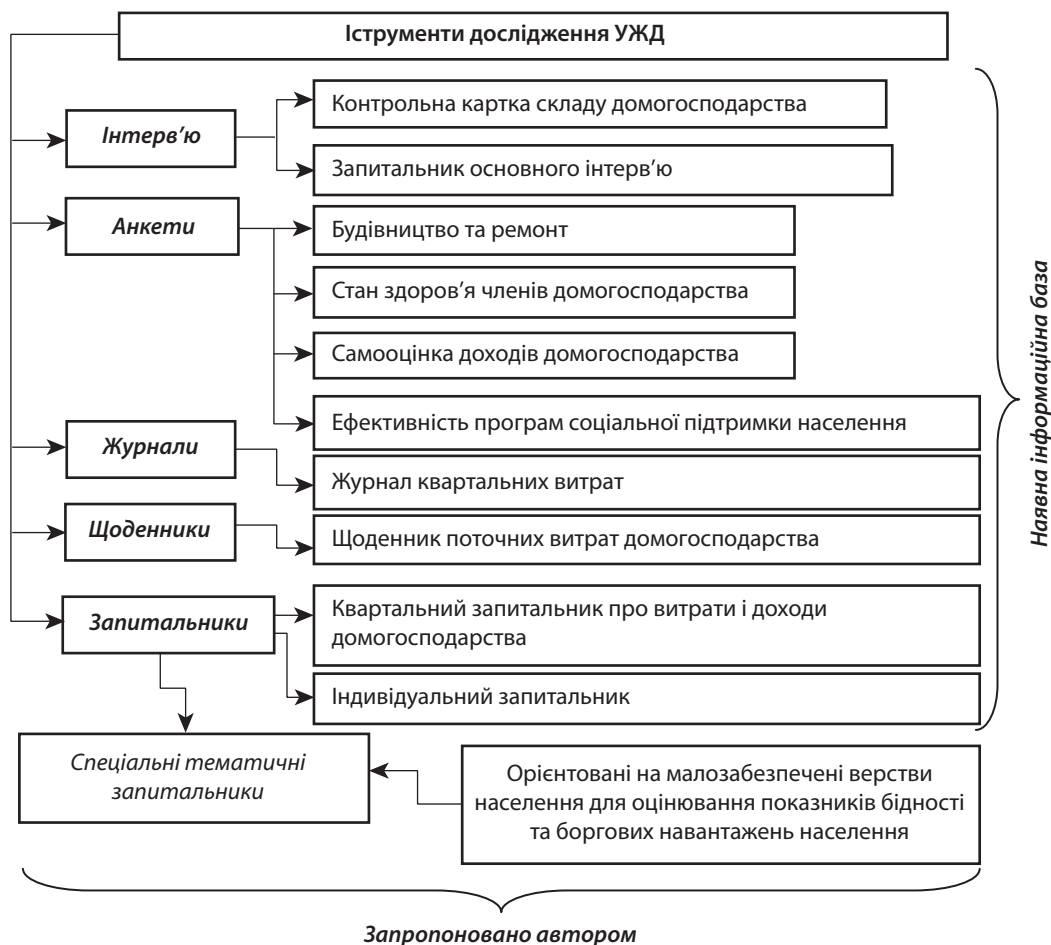 Іструменти дослідження УЖД
Інтерв’ю
Контрольна картка складу домогосподарства
Запитальник основного інтерв’ю
Анкети
Будівництво та ремонт
Стан здоров’я членів домогосподарства
Самооцінка доходів домогосподарства
Ефективність програм соціальної підтримки населення
Журнали
Журнал квартальних витрат
Щоденники
Щоденник поточних витрат домогосподарства
Запитальники
Квартальний запитальник про витрати і доходи
домогосподарства
Індивідуальний запитальник
Наявна інформаційна база
Спеціальні тематичні
запитальники
Орієнтовані на малозабезпечені верстви
населення для оцінювання показників бідності
та боргових навантажень населення
Запропоновано автором